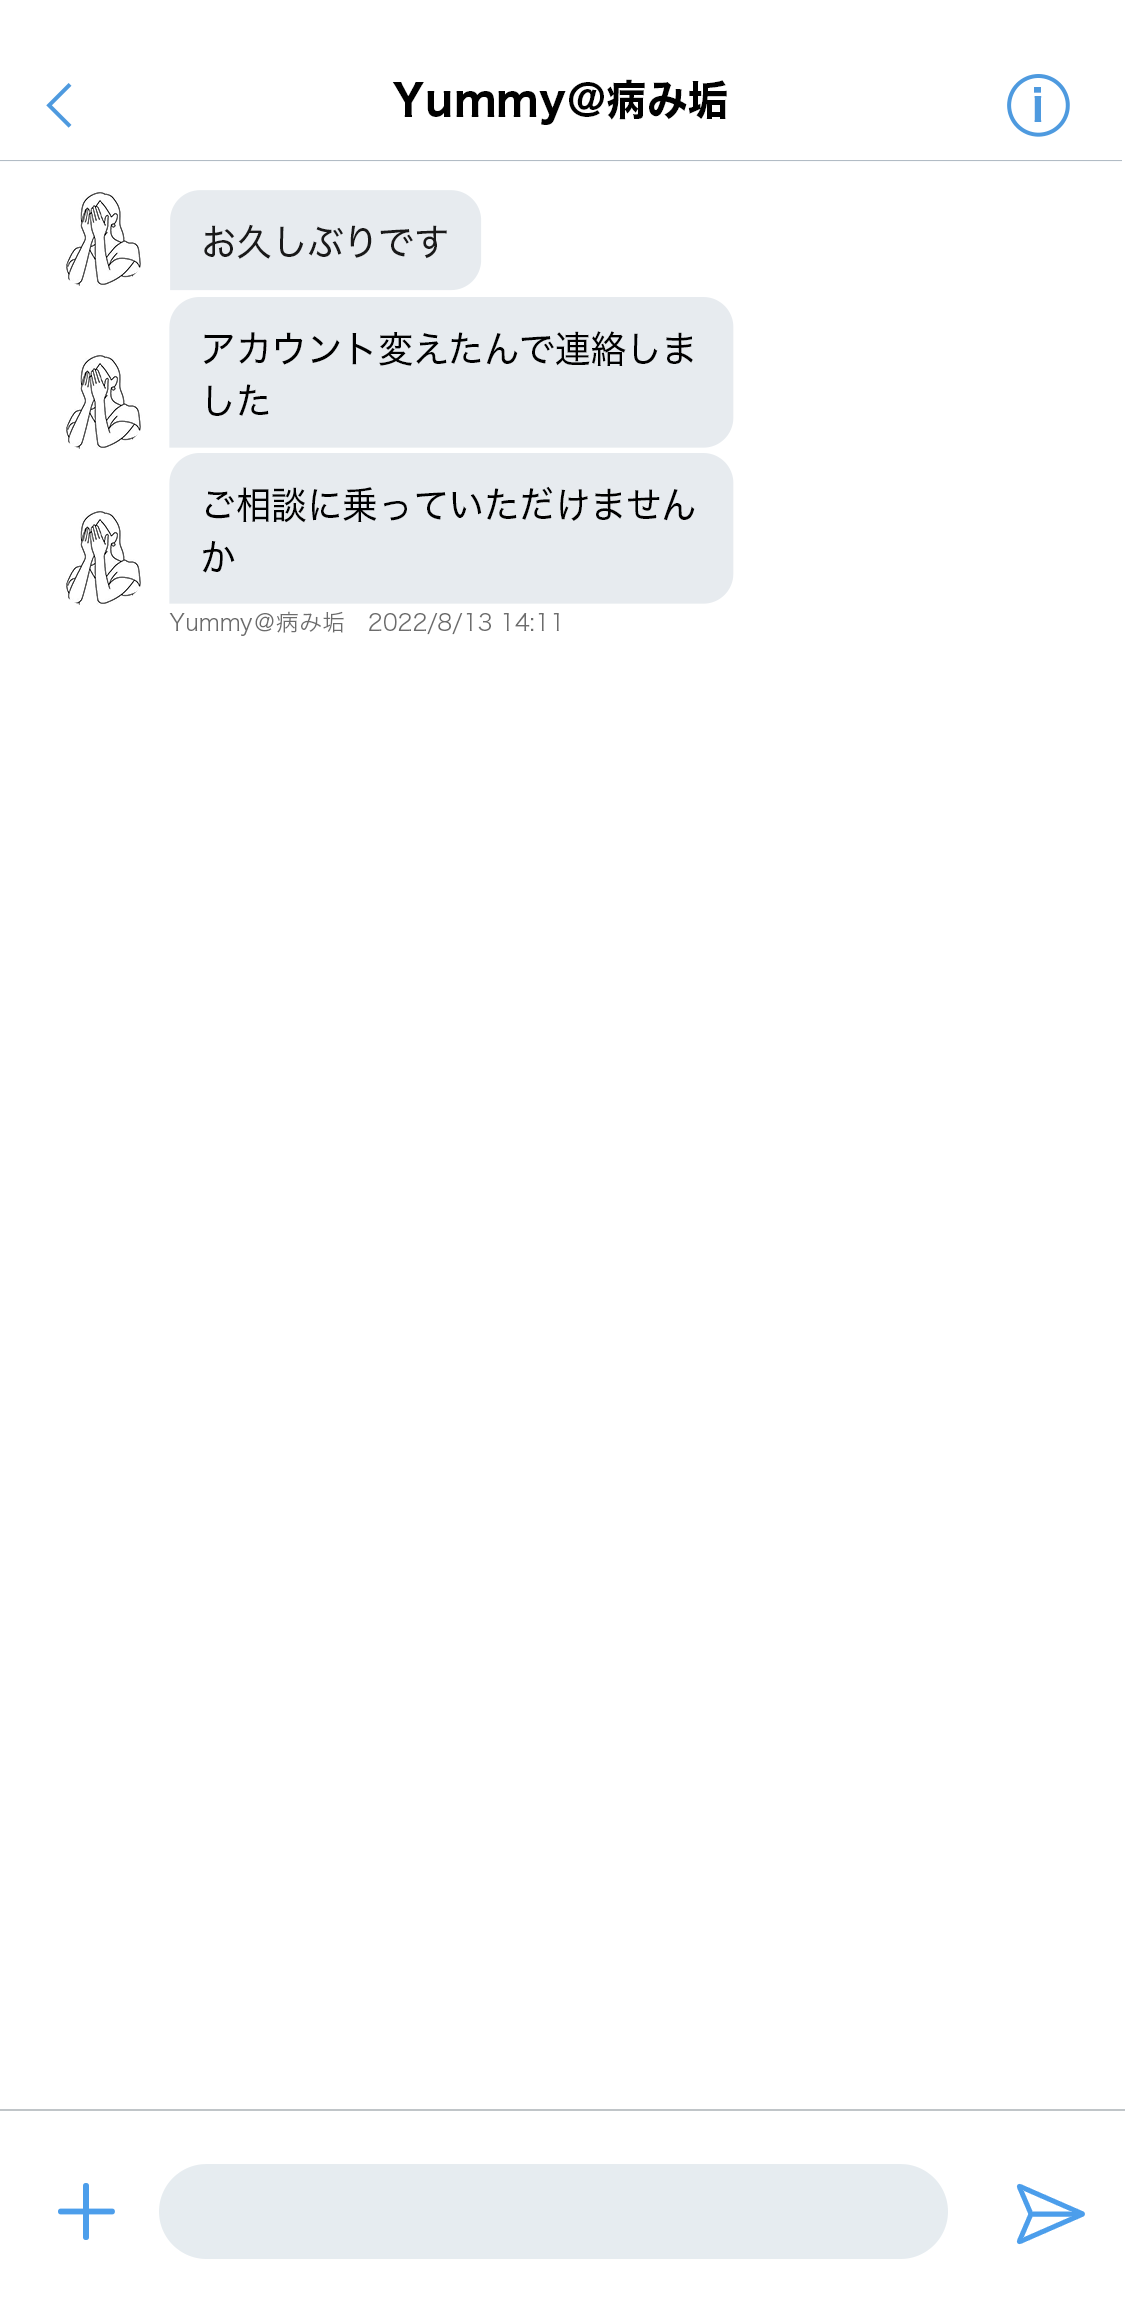 Yummy@病み垢
お久しぶりです
アカウント変えたんで連絡しま
した
ご相談に乗っていただけません
か
Yummy@病み垢　2022/8/13 14:11